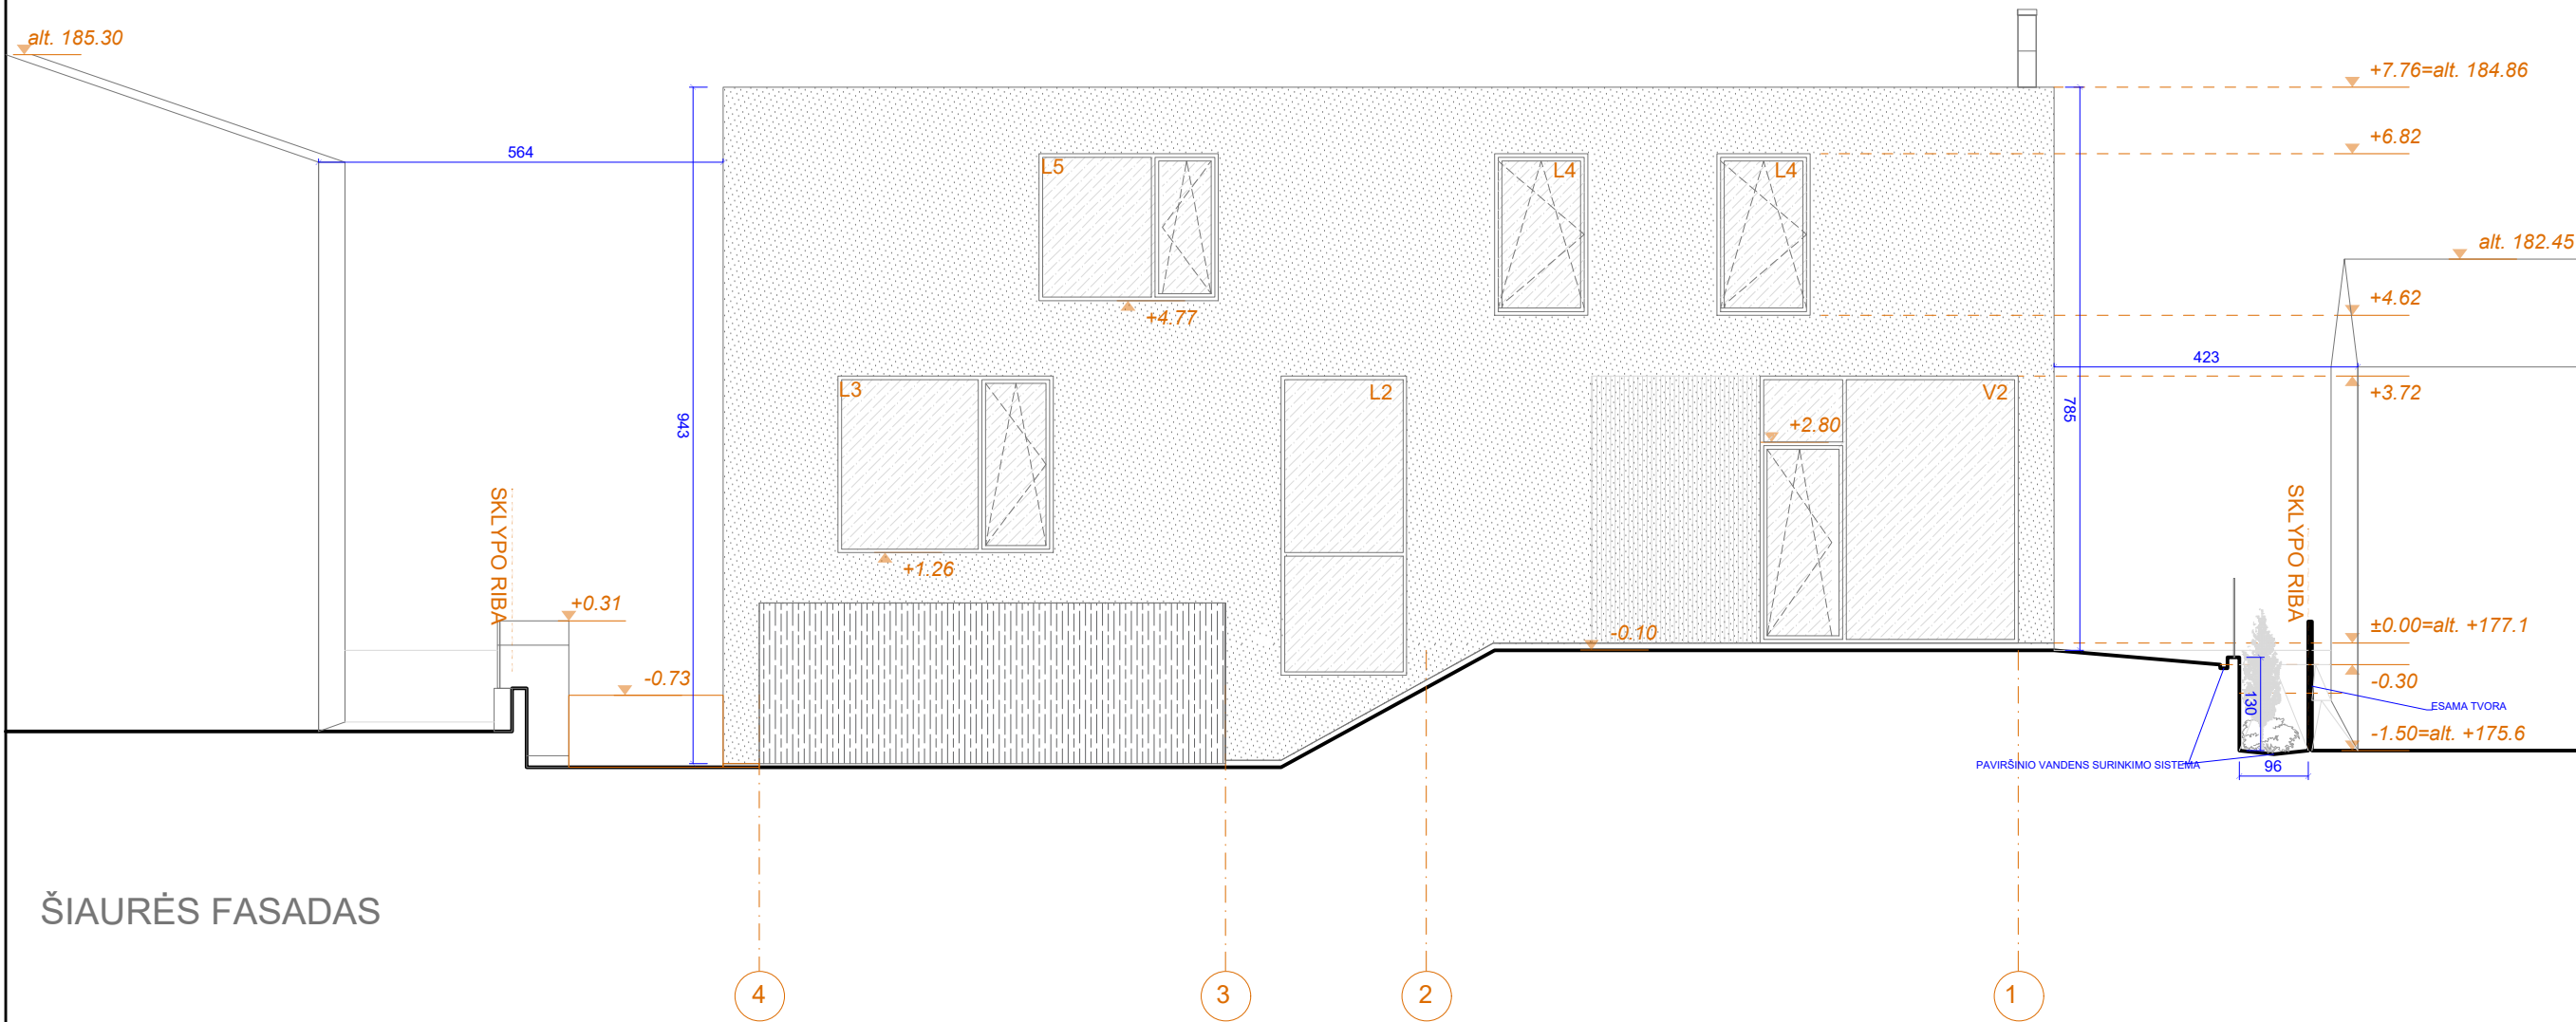 alt. 185.30
+7.76=alt. 184.86
+6.82
564
L5
L4
L4
alt. 182.45
+4.62
+4.77
423
+3.72
L3
L2
V2
943
785
+2.80
SKLYPO RIBA
SKLYPO RIBA
+1.26
+0.31
-0.10
±0.00=alt. +177.1
-0.73
-0.30
130
ESAMA TVORA
-1.50=alt. +175.6
PAVIRŠINIO VANDENS SURINKIMO SISTEMA
96
ŠIAURĖS FASADAS
4
3
2
1